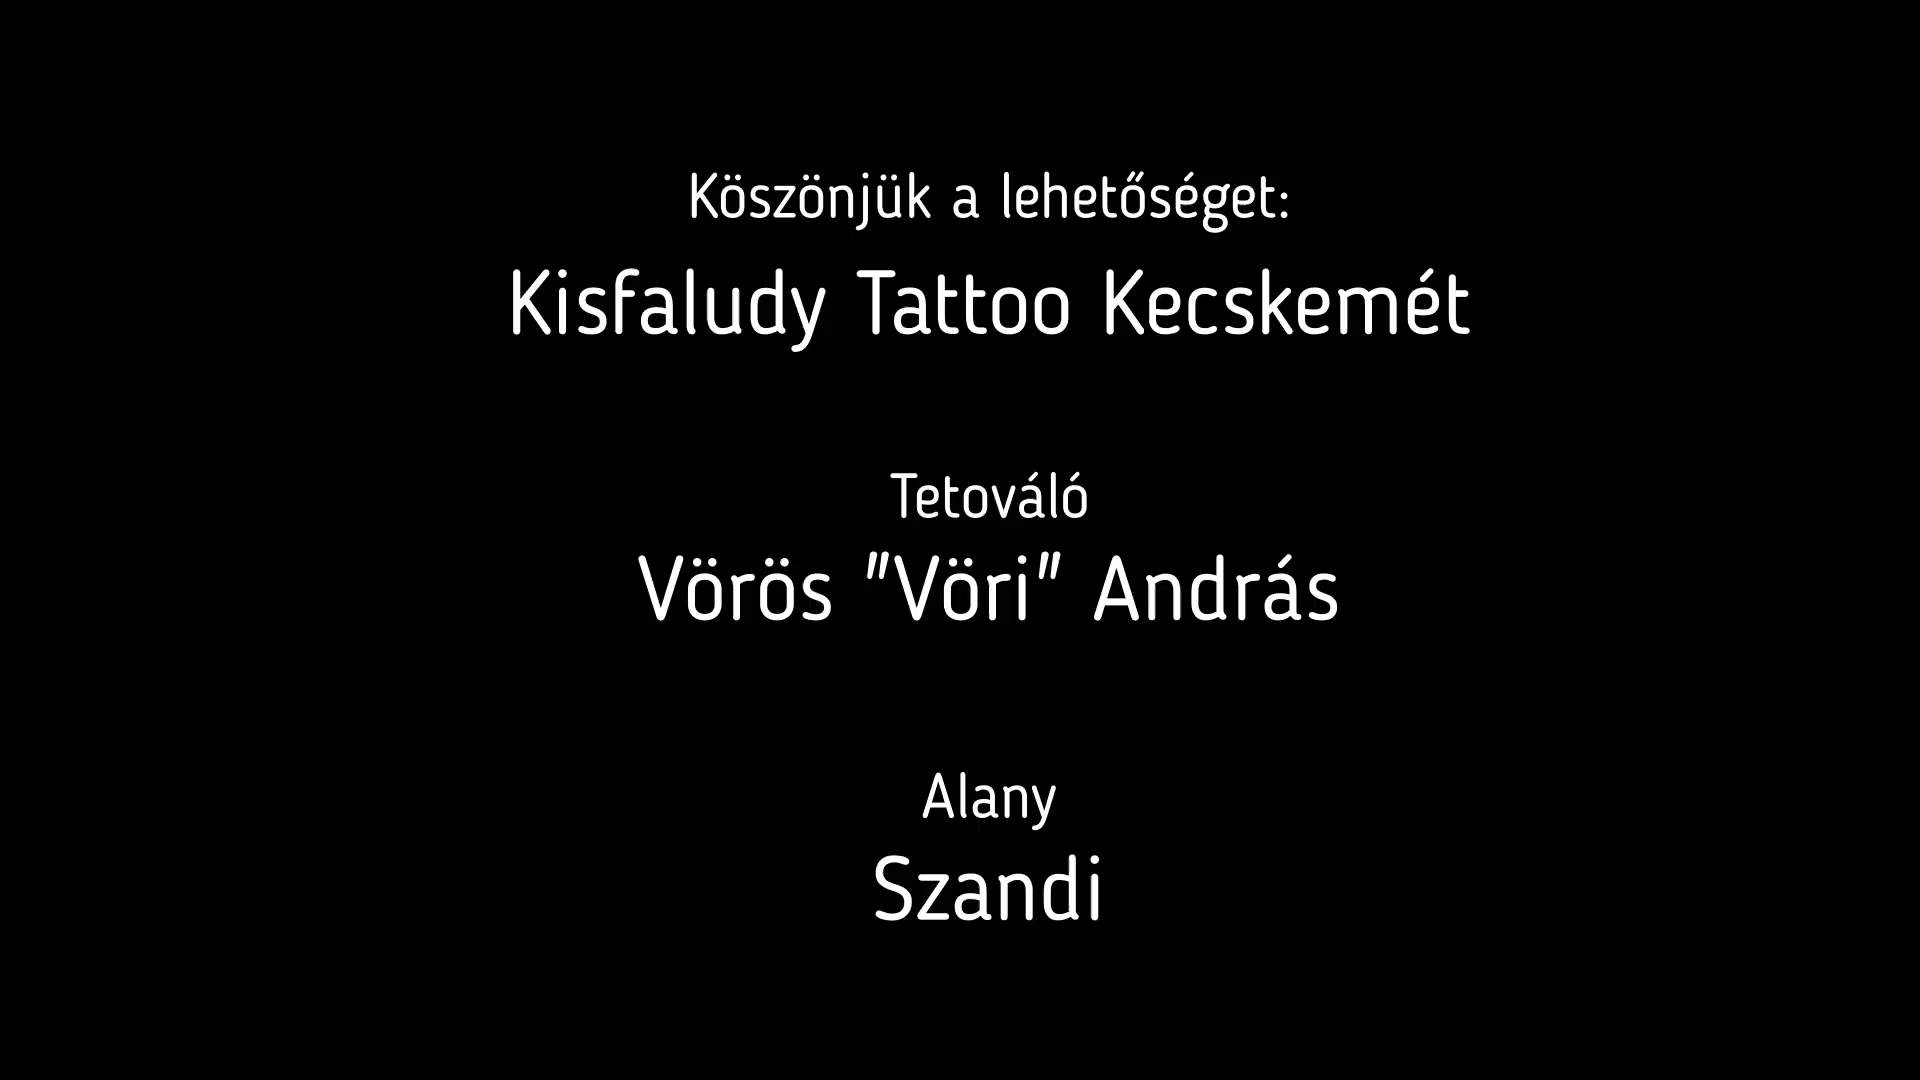 Köszönjük a lehetőséget:
Kisfaludy Tattoo Kecskemét
Tetováló
Vörös "Vöri" András
Alany
Szandi